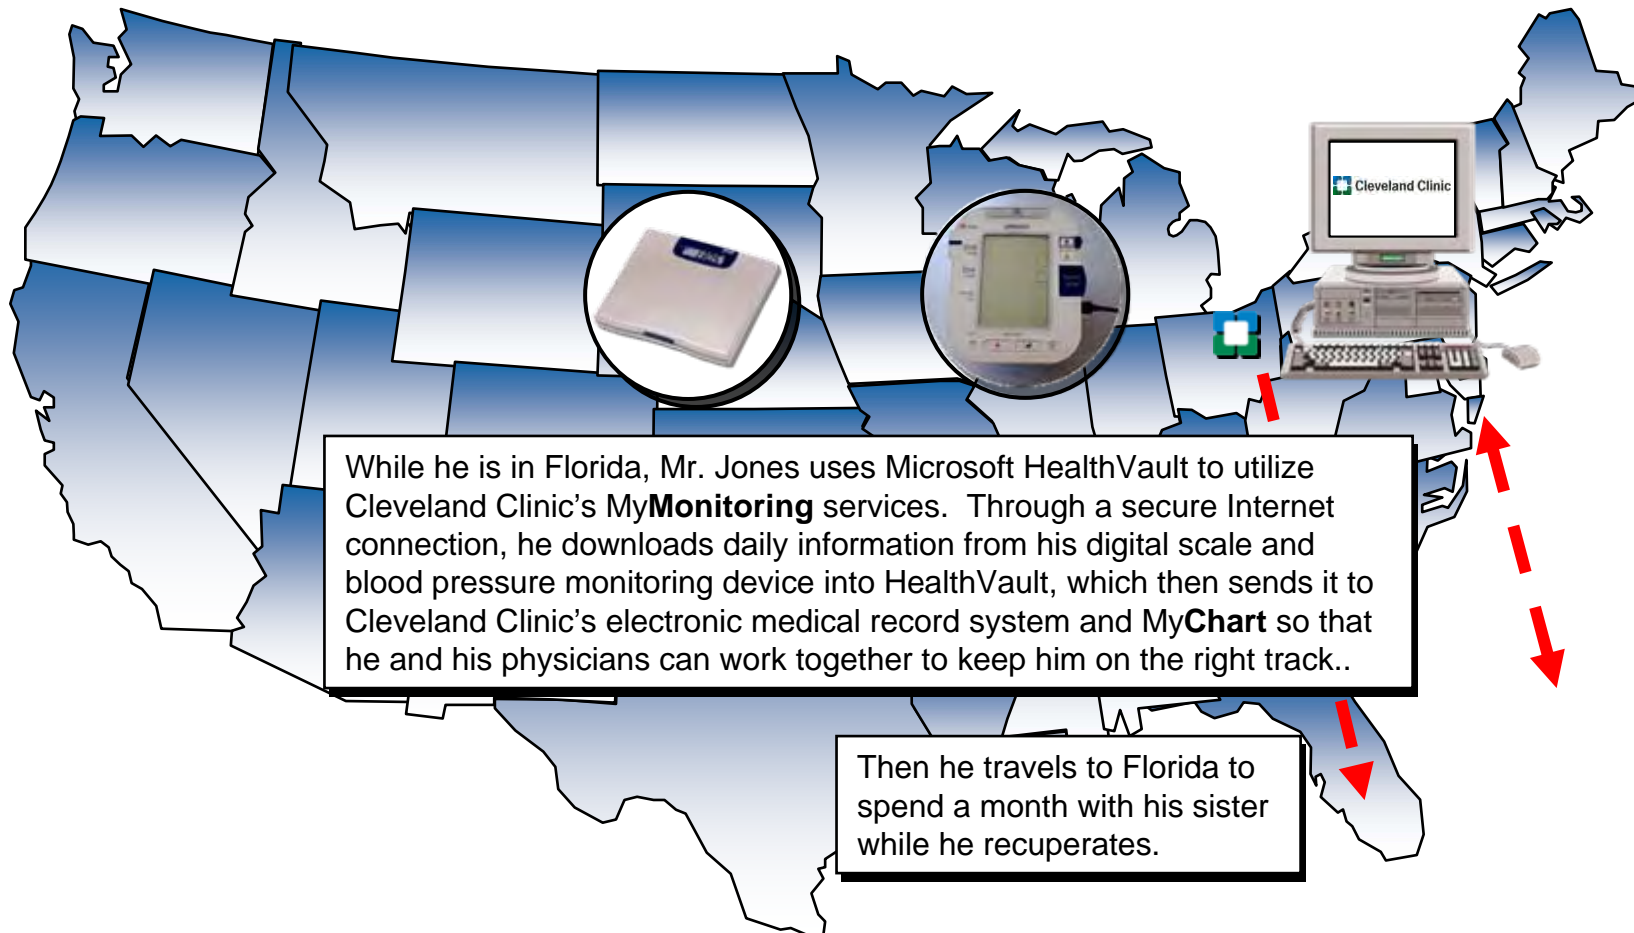 Cleveland Clinic
While he is in Florida, Mr. Jones uses Microsoft HealthVault to utilize
Cleveland Clinic’s MyMonitoring services.  Through a secure Internet
connection, he downloads daily information from his digital scale and
blood pressure monitoring device into HealthVault, which then sends it to
Cleveland Clinic’s electronic medical record system and MyChart so that
he and his physicians can work together to keep him on the right track..
Then he travels to Florida to
spend a month with his sister
while he recuperates.